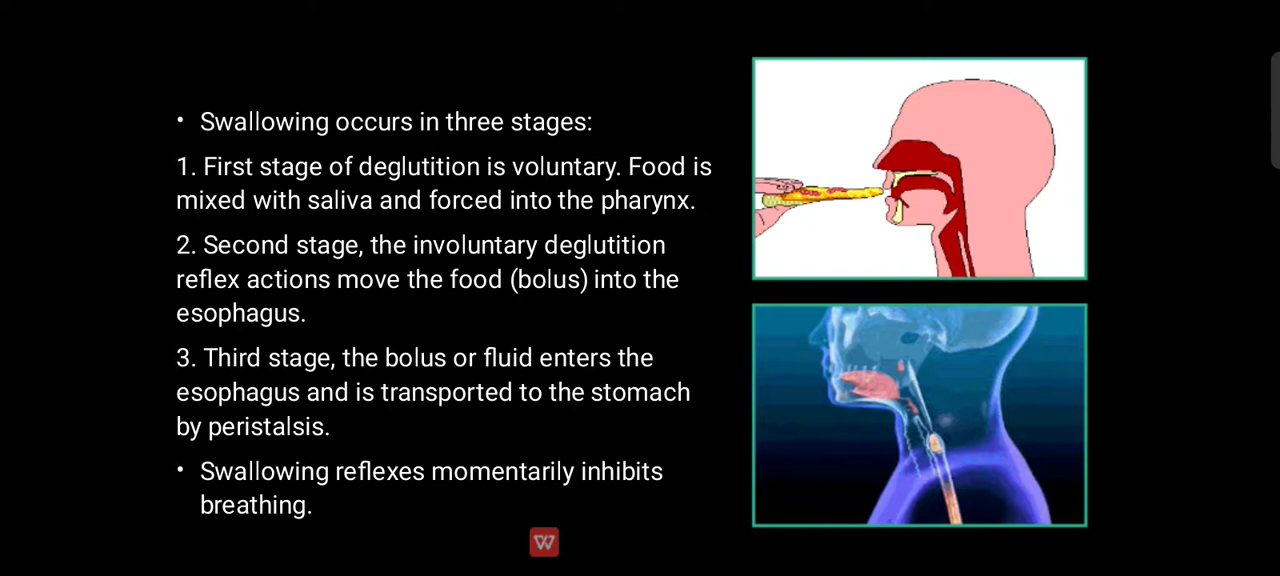 • Swallowing occurs in three stages:
1. First stage of deglutition is voluntary. Food is
mixed with saliva and forced into the pharynx.
2. Second stage, the involuntary deglutition
reflex actions move the food (bolus) into the
esophagus.
3. Third stage, the bolus or fluid enters the
esophagus and is transported to the stomach
by peristalsis.
• Swallowing reflexes momentarily inhibits
breathing.
W